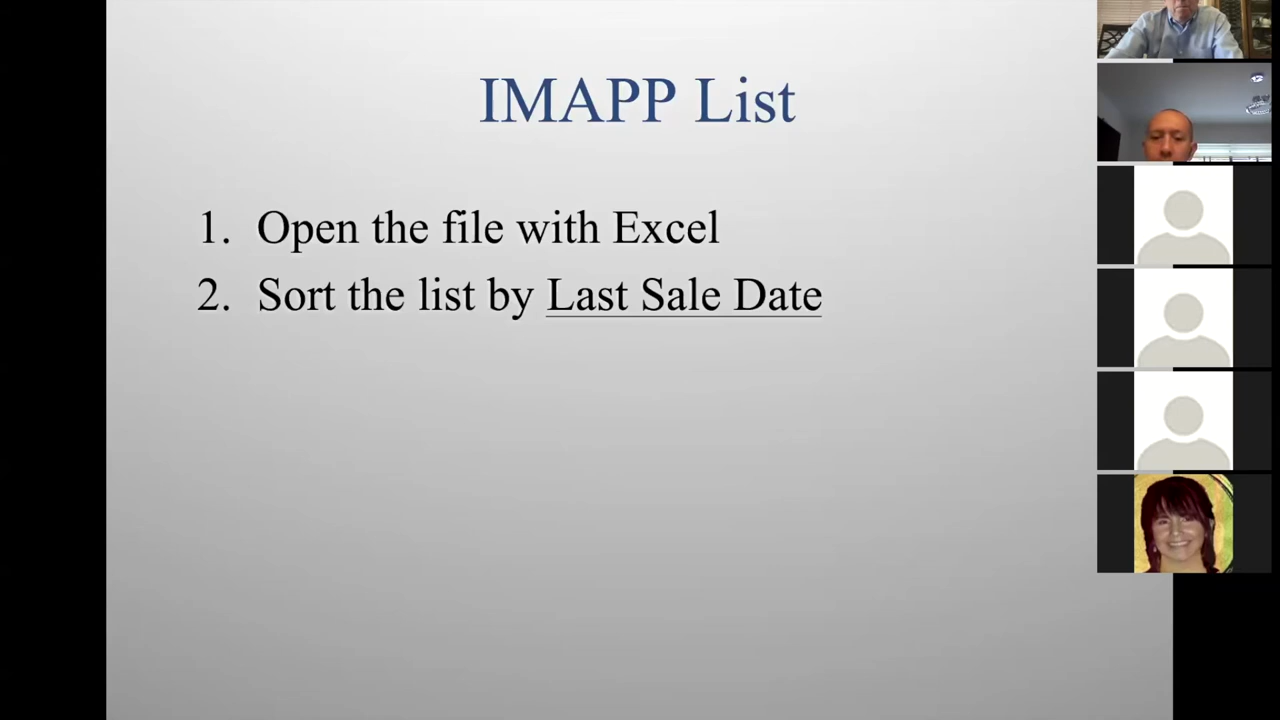 IMAPP List
1. Open the file with Excel
2. Sort the list by Last Sale Date